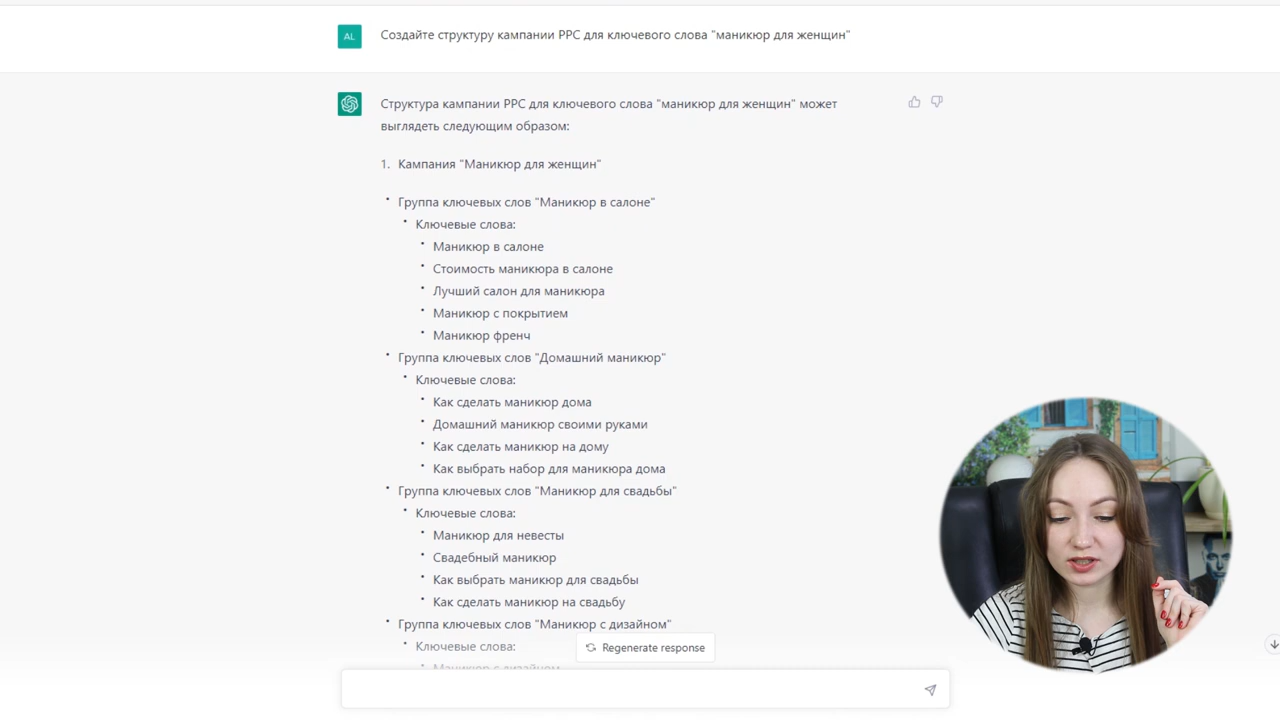 AL
Создайте структуру кампании PPC для ключевого слова "маникюр для женщин"
Структура кампании PPC для ключевого слова "маникюр для женщин" может
выглядеть следующим образом:
1. Кампания "Маникюр для женщин"
• Группа ключевых слов "Маникюр в салоне"
• Ключевые слова:
• Маникюр в салоне
• Стоимость маникюра в салоне
• Лучший салон для маникюра
• Маникюр с покрытием
• Маникюр френч
• Группа ключевых слов "Домашний маникюр"
• Ключевые слова:
• Как сделать маникюр дома
• Домашний маникюр своими руками
• Как сделать маникюр на дому
• Как выбрать набор для маникюра дома
• Группа ключевых слов "Маникюр для свадьбы"
• Ключевые слова:
• Маникюр для невесты
• Свадебный маникюр
• Как выбрать маникюр для свадьбы
• Как сделать маникюр на свадьбу
• Группа ключевых слов "Маникюр с дизайном"
• Ключевые слова:
• Маникюр с дизайном
Regenerate response